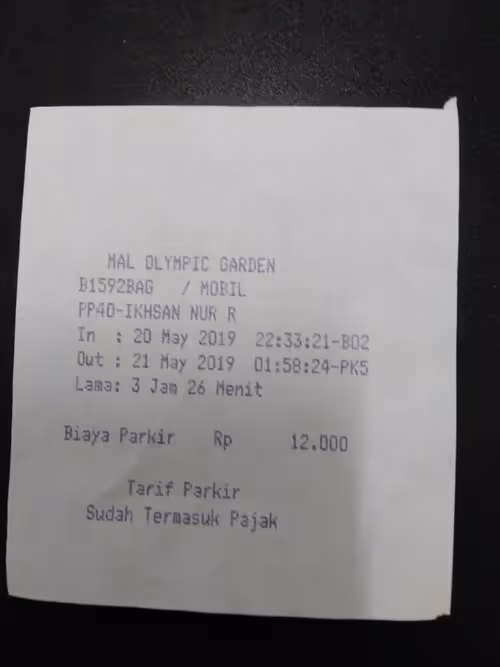 MAL OLYMPIC GARDEN
B1592BAG / MOBIL
PP40-IKHSAN NUR R
In : 20 May 2019 22:33:21-B02
Out : 21 May 2019 01:58:24-PK5
Lama: 3 Jam 26 Menit
Biaya Parkir Rp 12.000
Tarif Parkir
Sudah Termasuk Pajak